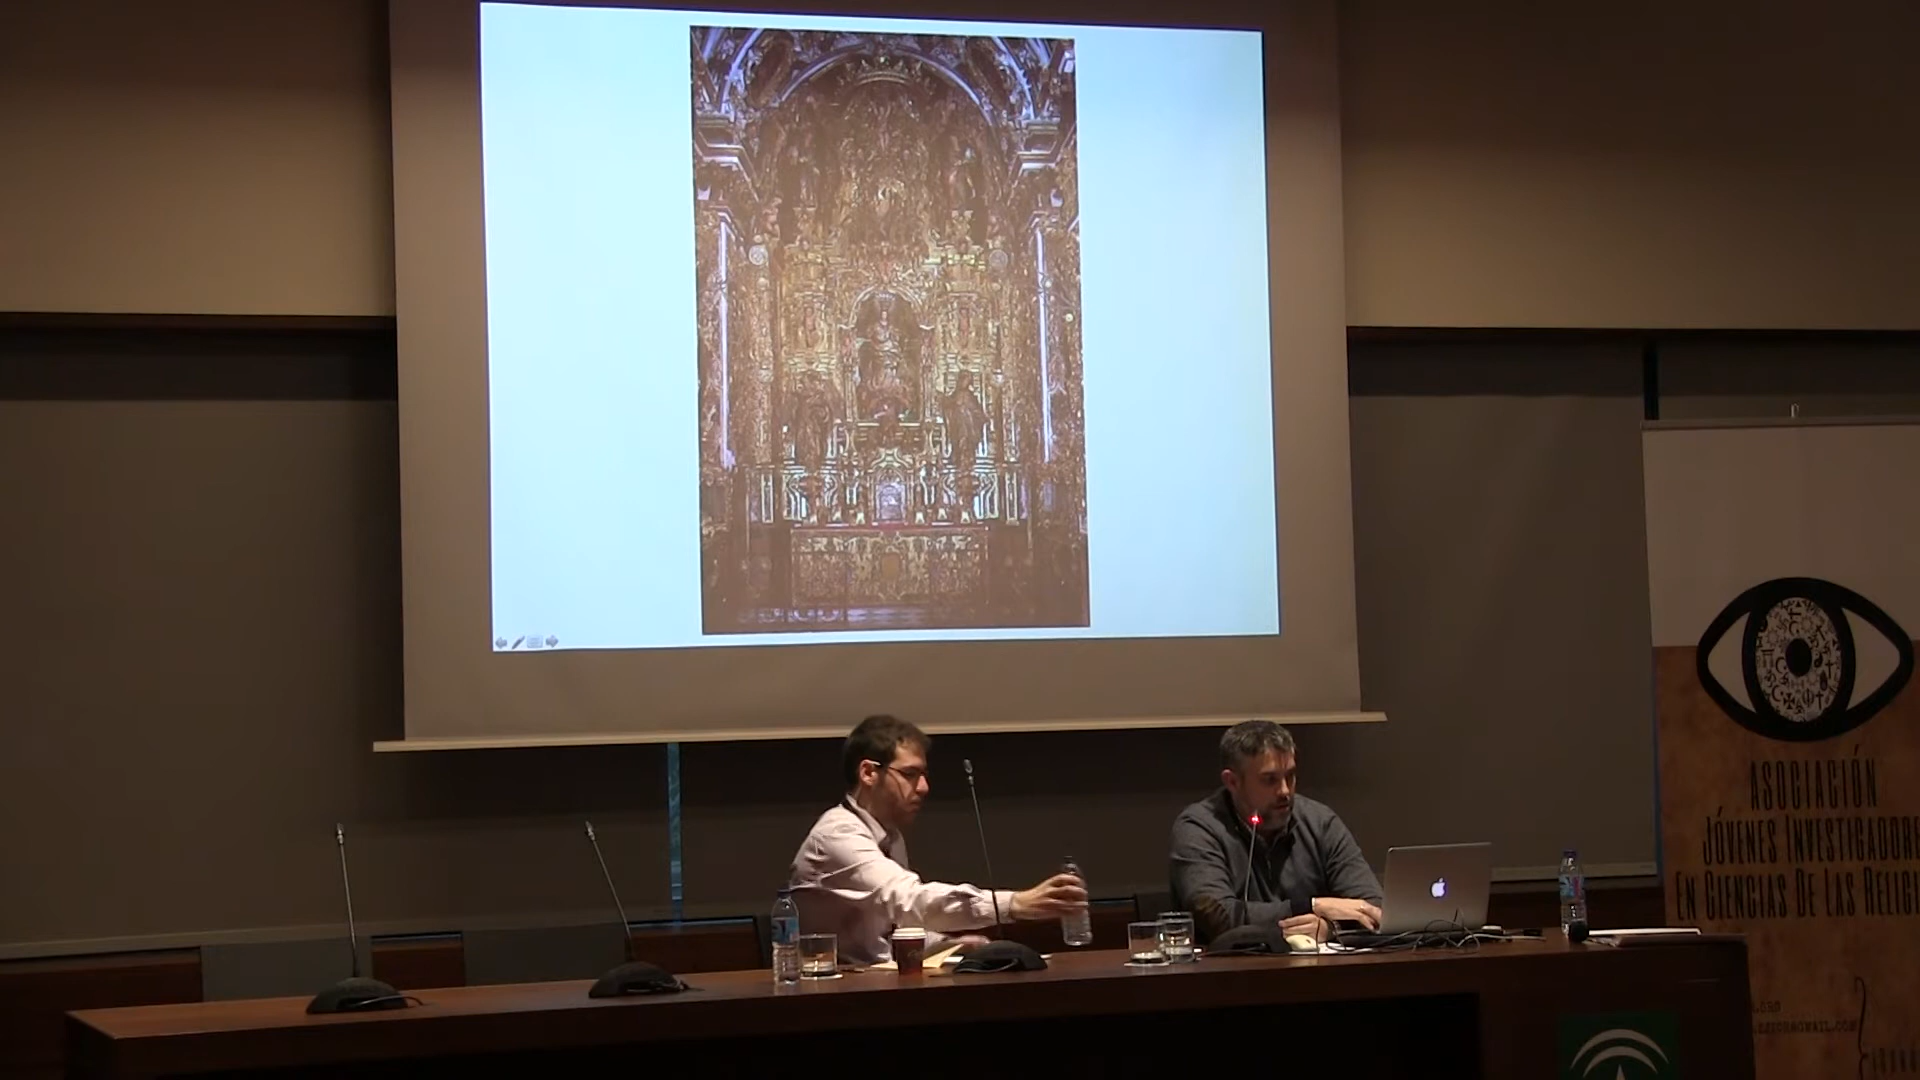 ASOCIACIÓN
JÓVENES INVESTIGADORE
EN CIENCIAS DE LAS RELIGI